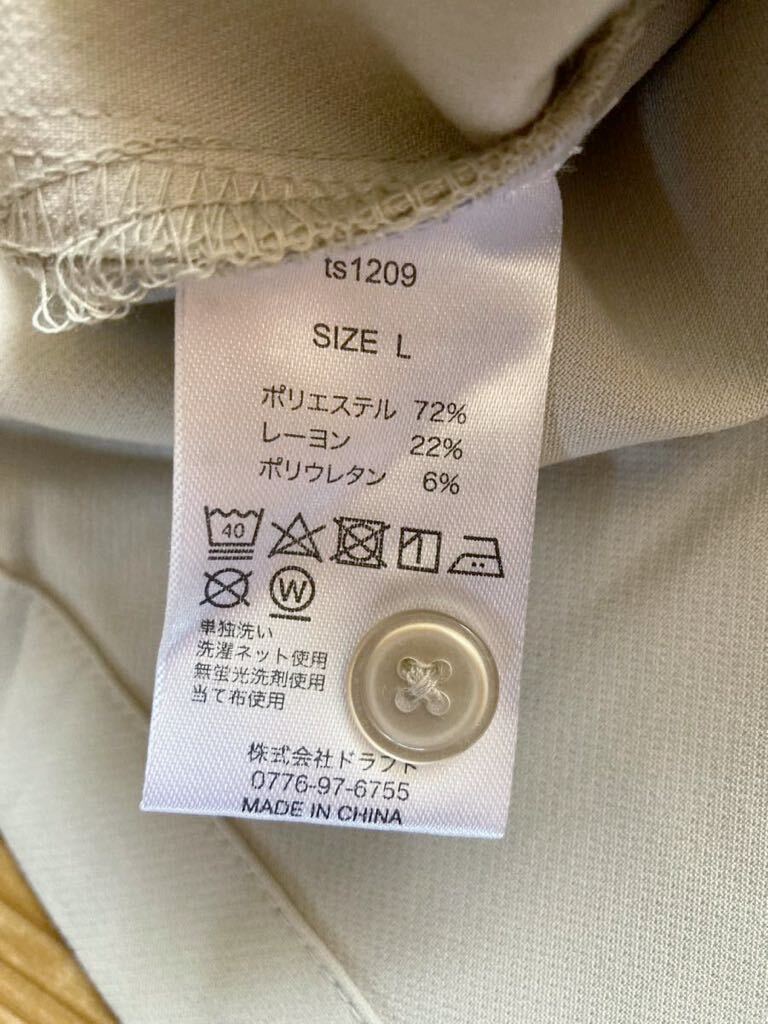 ts1209
SIZE L
ポリエステル 72%
レーヨン 22%
ポリウレタン 6%
40
W
単独洗い
洗濯ネット使用
無蛍光洗剤使用
当て布使用
株式会社ドラフト
0776-97-6755
MADE IN CHINA